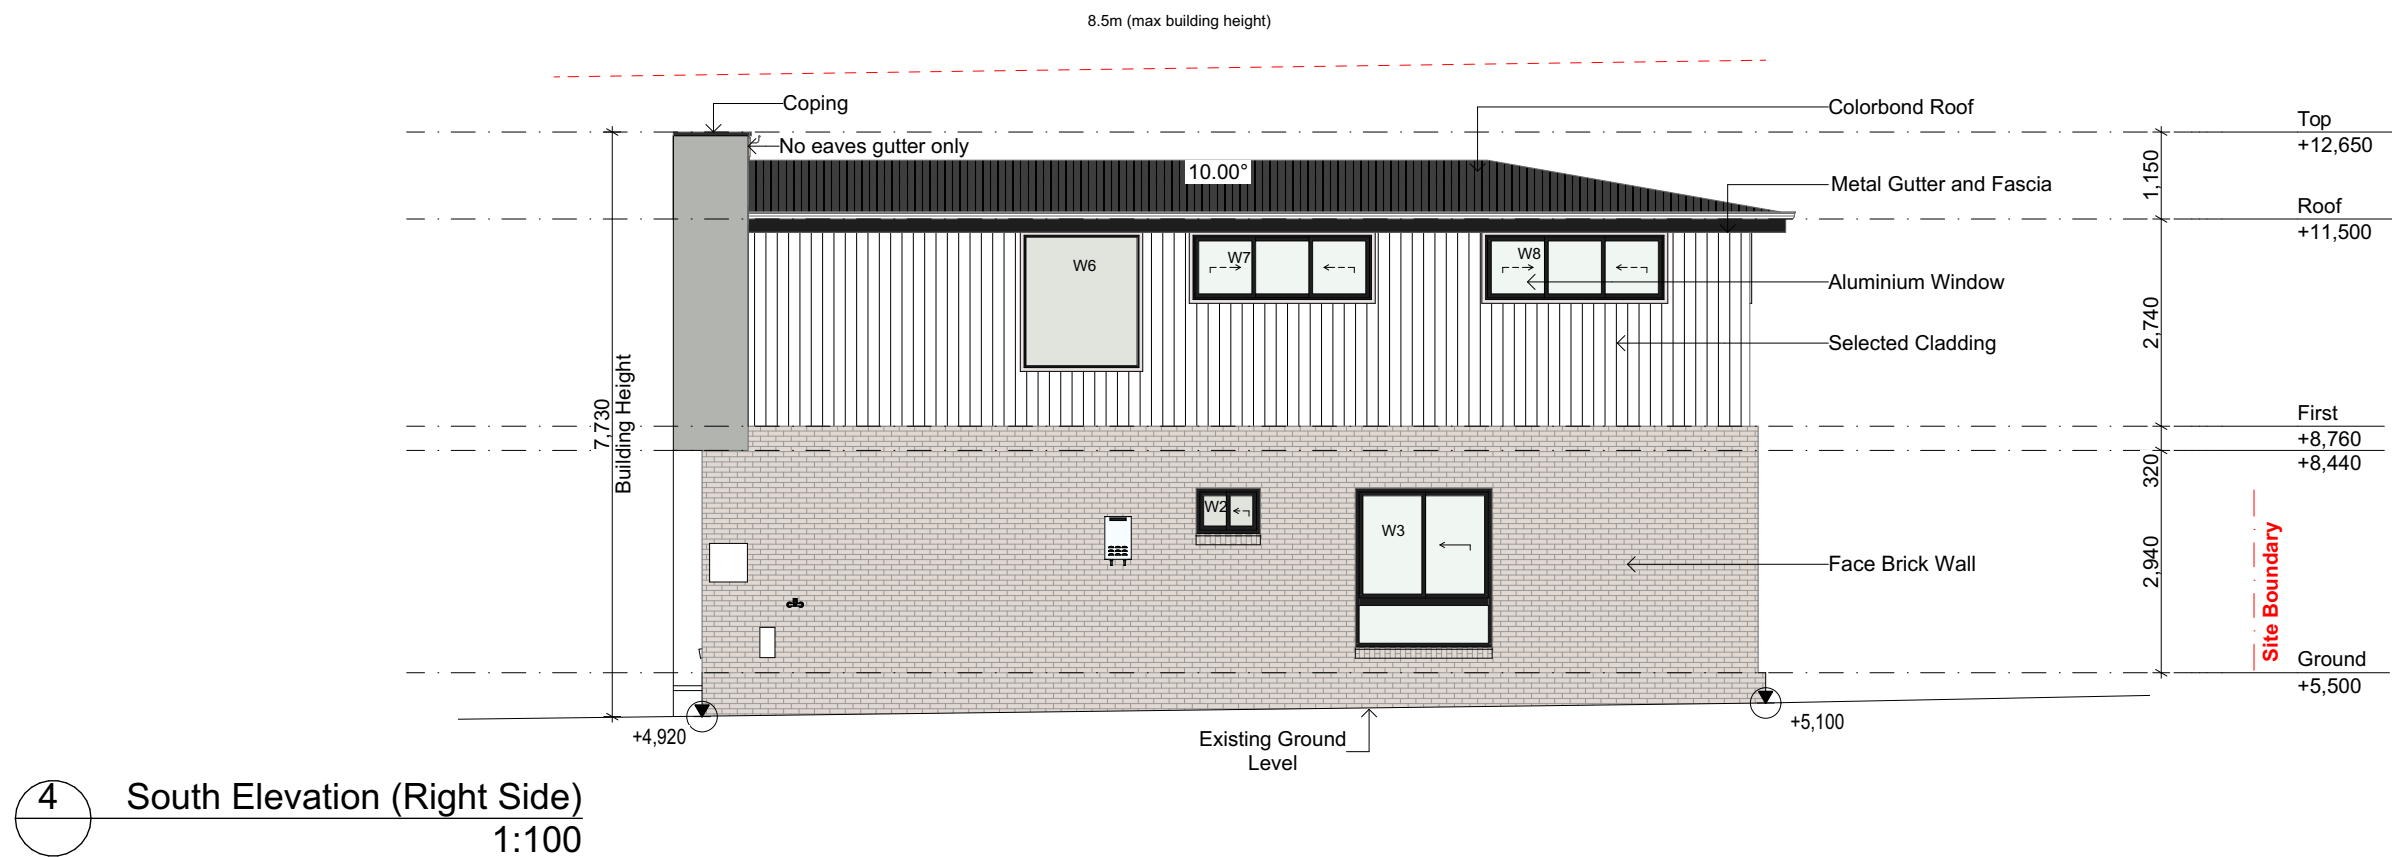 8.5m (max building height)
Coping
Colorbond Roof
Top
+12,650
No eaves gutter only
10.00°
1,150
Metal Gutter and Fascia
Roof
+11,500
W6
W7
W8
Aluminium Window
2,740
Selected Cladding
7,730
Building Height
First
+8,760
+8,440
320
W2
W3
2,940
Face Brick Wall
Site Boundary
Ground
+5,500
+4,920
+5,100
Existing Ground
Level
4
South Elevation (Right Side)
1:100